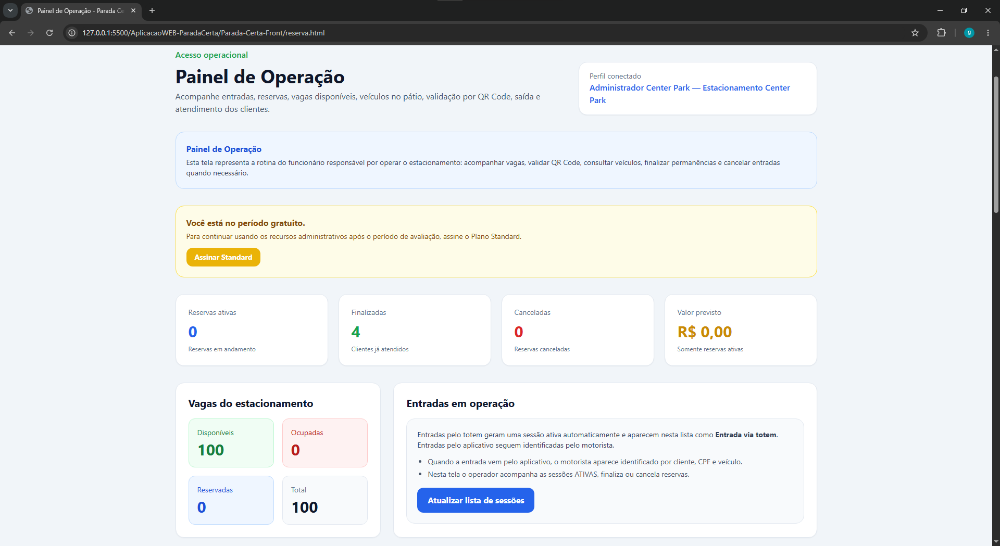 Painel de Operação - Parada Ce
127.0.0.1:5500/AplicacaoWEB-ParadaCerta/Parada-Certa-Front/reserva.html
g
Acesso operacional
Painel de Operação
Acompanhe entradas, reservas, vagas disponíveis, veículos no pátio, validação por QR Code, saída e
atendimento dos clientes.
Perfil conectado
Administrador Center Park — Estacionamento Center
Park
Painel de Operação
Esta tela representa a rotina do funcionário responsável por operar o estacionamento: acompanhar vagas, validar QR Code, consultar veículos, finalizar permanências e cancelar entradas
quando necessário.
Você está no período gratuito.
Para continuar usando os recursos administrativos após o período de avaliação, assine o Plano Standard.
Assinar Standard
Reservas ativas
0
Reservas em andamento
Finalizadas
4
Clientes já atendidos
Canceladas
0
Reservas canceladas
Valor previsto
R$ 0,00
Somente reservas ativas
Vagas do estacionamento
Disponíveis
100
Ocupadas
0
Reservadas
0
Total
100
Entradas em operação
Entradas pelo totem geram uma sessão ativa automaticamente e aparecem nesta lista como Entrada via totem.
Entradas pelo aplicativo seguem identificadas pelo motorista.
• Quando a entrada vem pelo aplicativo, o motorista aparece identificado por cliente, CPF e veículo.
• Nesta tela o operador acompanha as sessões ATIVAS, finaliza ou cancela reservas.
Atualizar lista de sessões